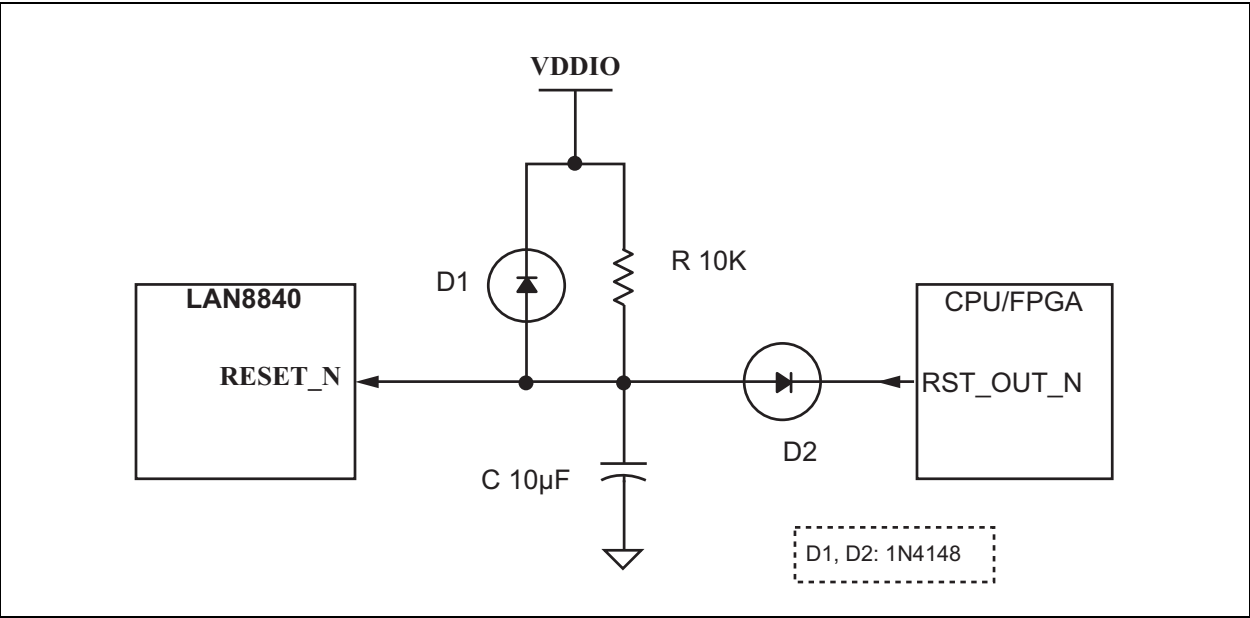 VDDIO
D1
R 10K
LAN8840
CPU/FPGA
RESET_N
RST_OUT_N
D2
C 10µF
D1, D2: 1N4148